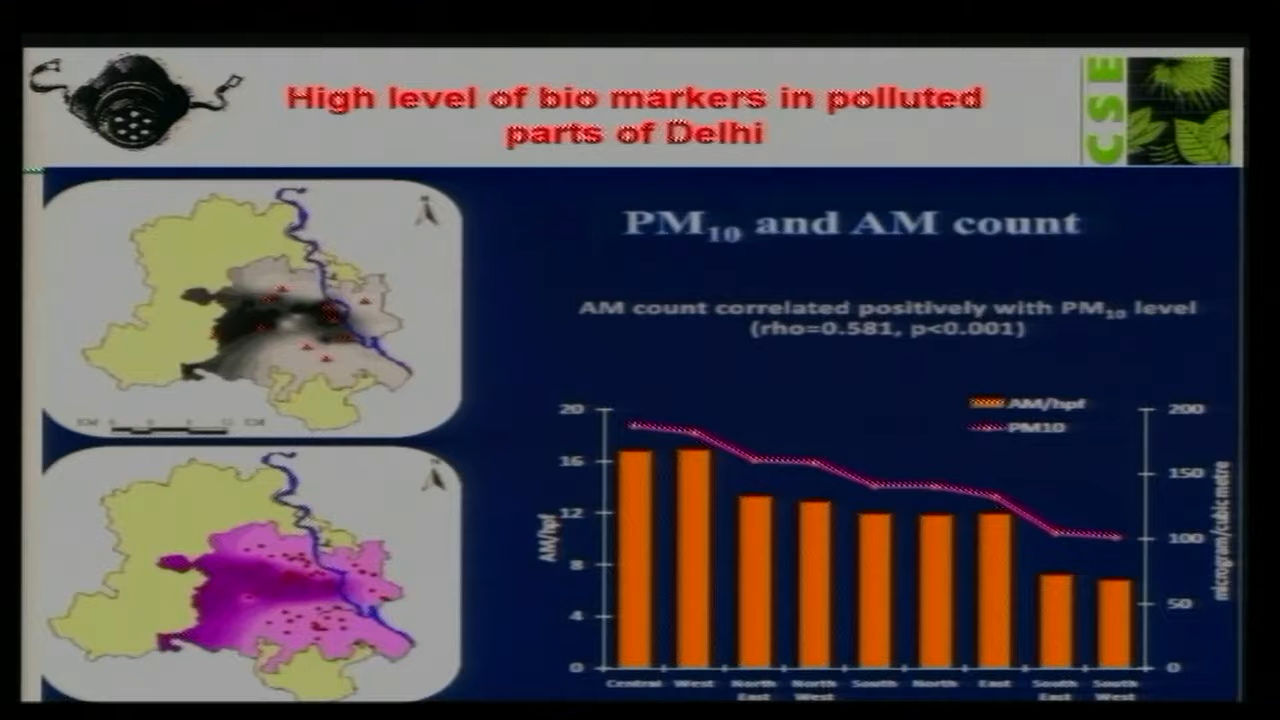 High level of bio markers in polluted
parts of Delhi
CSE
PM10 and AM count
AM count correlated positively with PM10 level
(rho=0.581, p<0.001)
AM/hpf
PM10
20
16
12
8
4
0
AM/hpf
200
150
100
50
0
microgram/cubic metre
Central West North East North West South North East South East South West